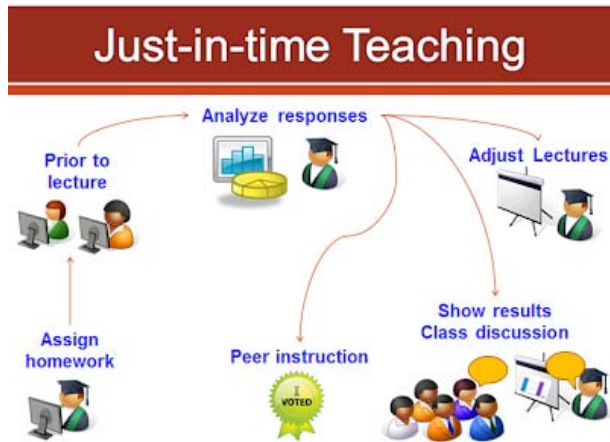 Just-in-time Teaching
Analyze responses
Prior to
lecture
Adjust Lectures
Assign
homework
Peer instruction
Show results
Class discussion
I
VOTED